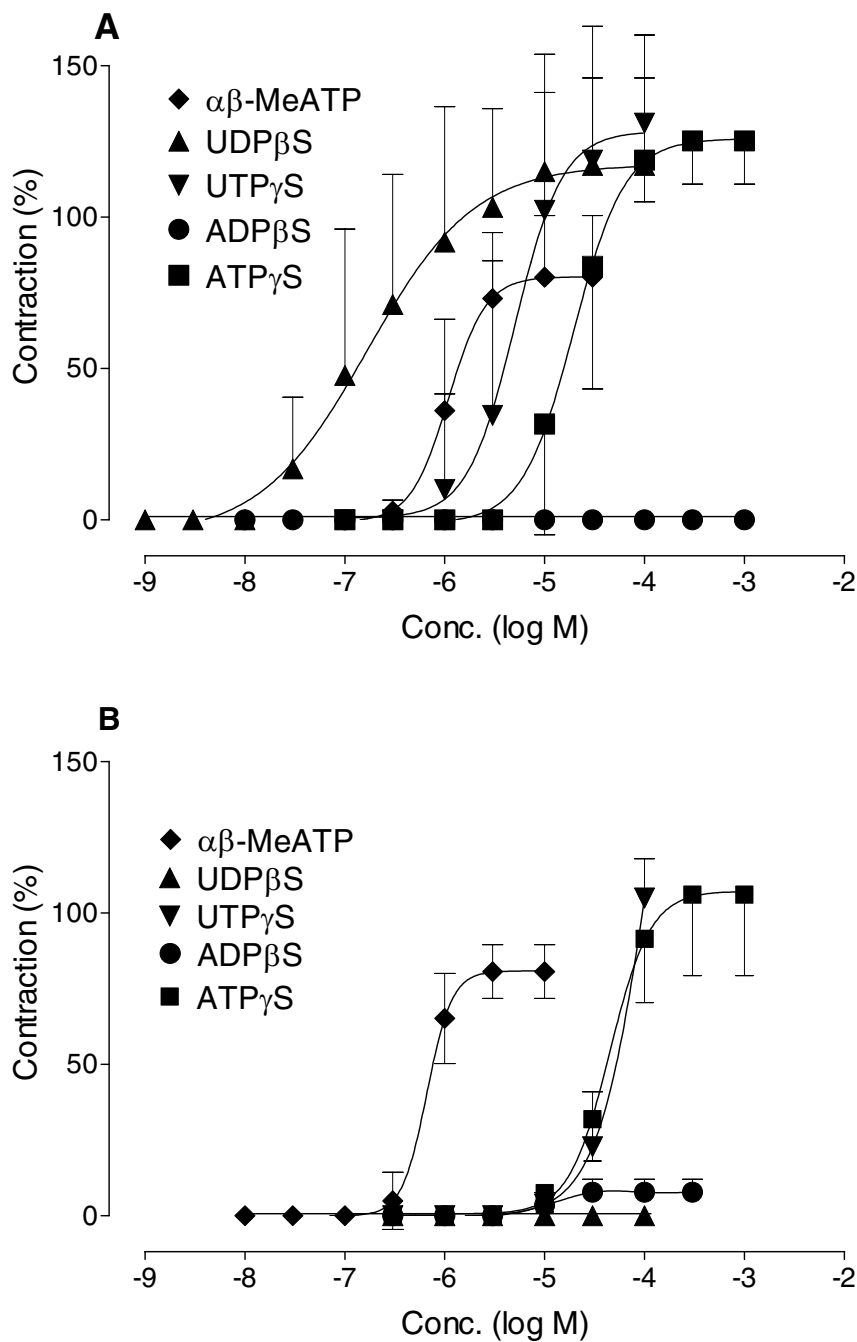 A
150
αβ-MeATP
UDPβS
UTPγS
100
ADPβS
ATPγS
Contraction (%)
50
0
-9 -8 -7 -6 -5 -4 -3 -2
Conc. (log M)
B
150
αβ-MeATP
UDPβS
UTPγS
100
ADPβS
ATPγS
Contraction (%)
50
0
-9 -8 -7 -6 -5 -4 -3 -2
Conc. (log M)